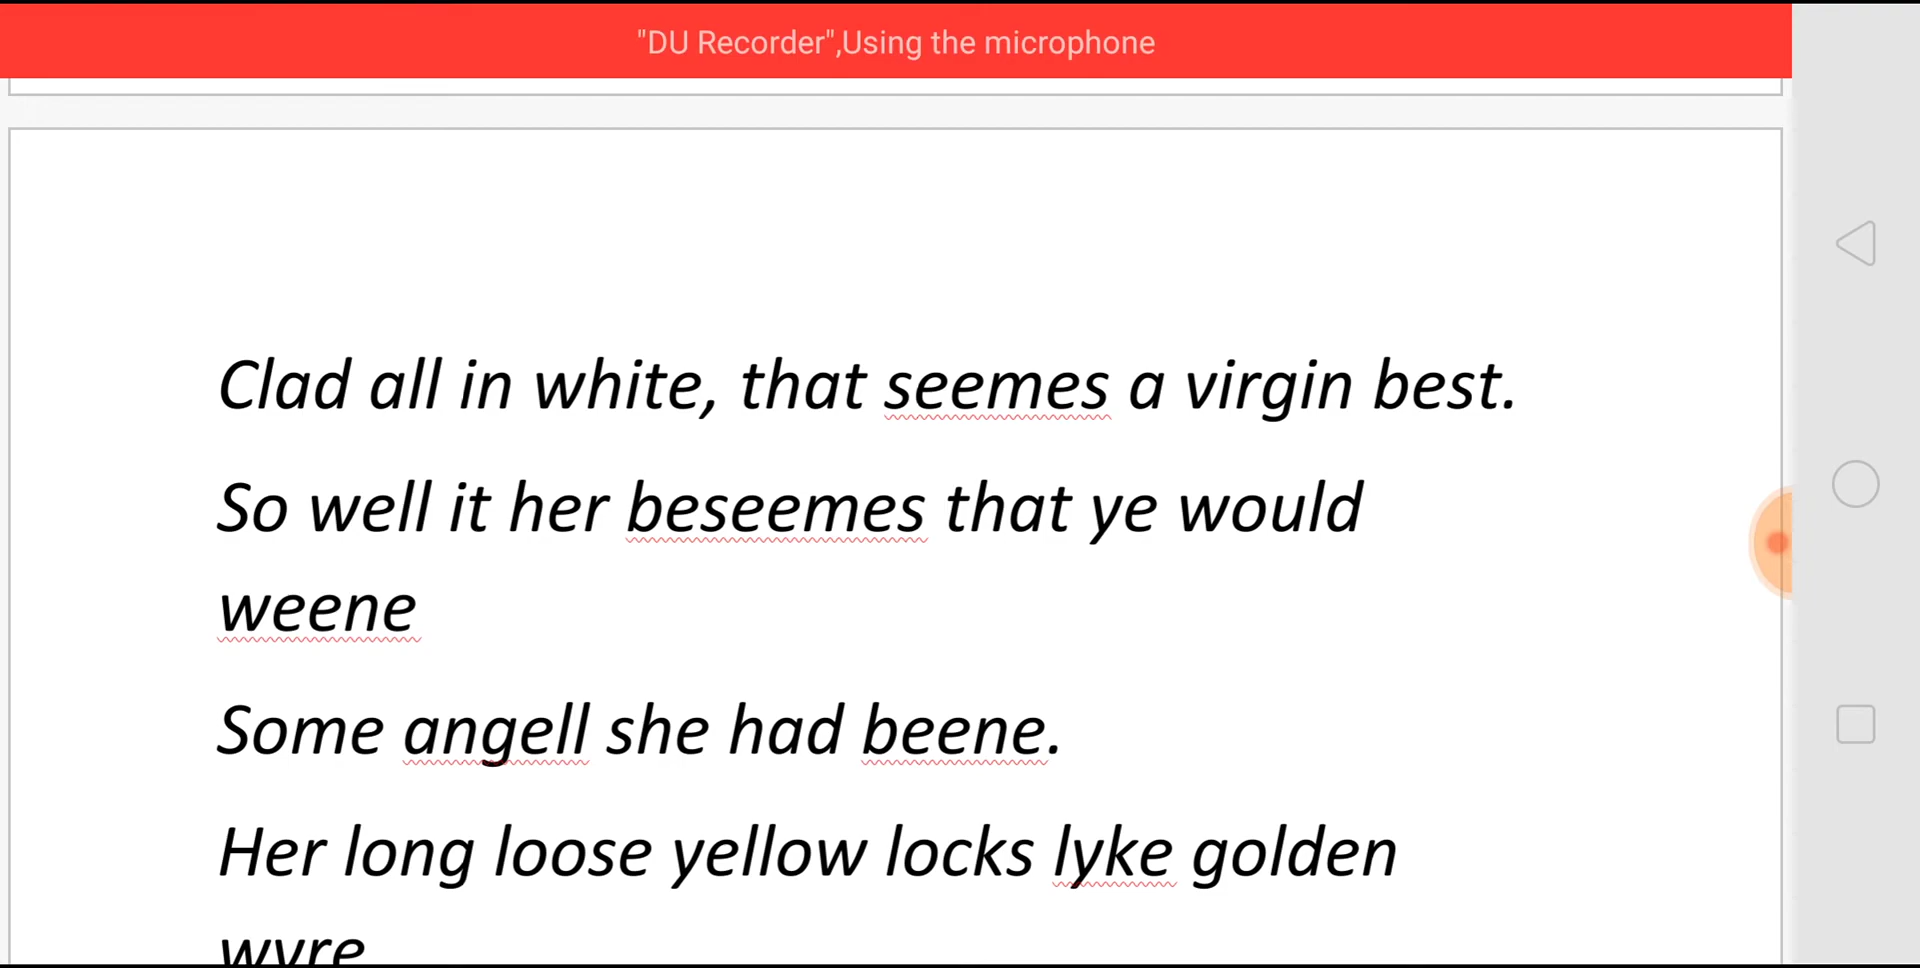 "DU Recorder",Using the microphone
Clad all in white, that seemes a virgin best.
So well it her beseemes that ye would
weene
Some angell she had beene.
Her long loose yellow locks lyke golden
wyre